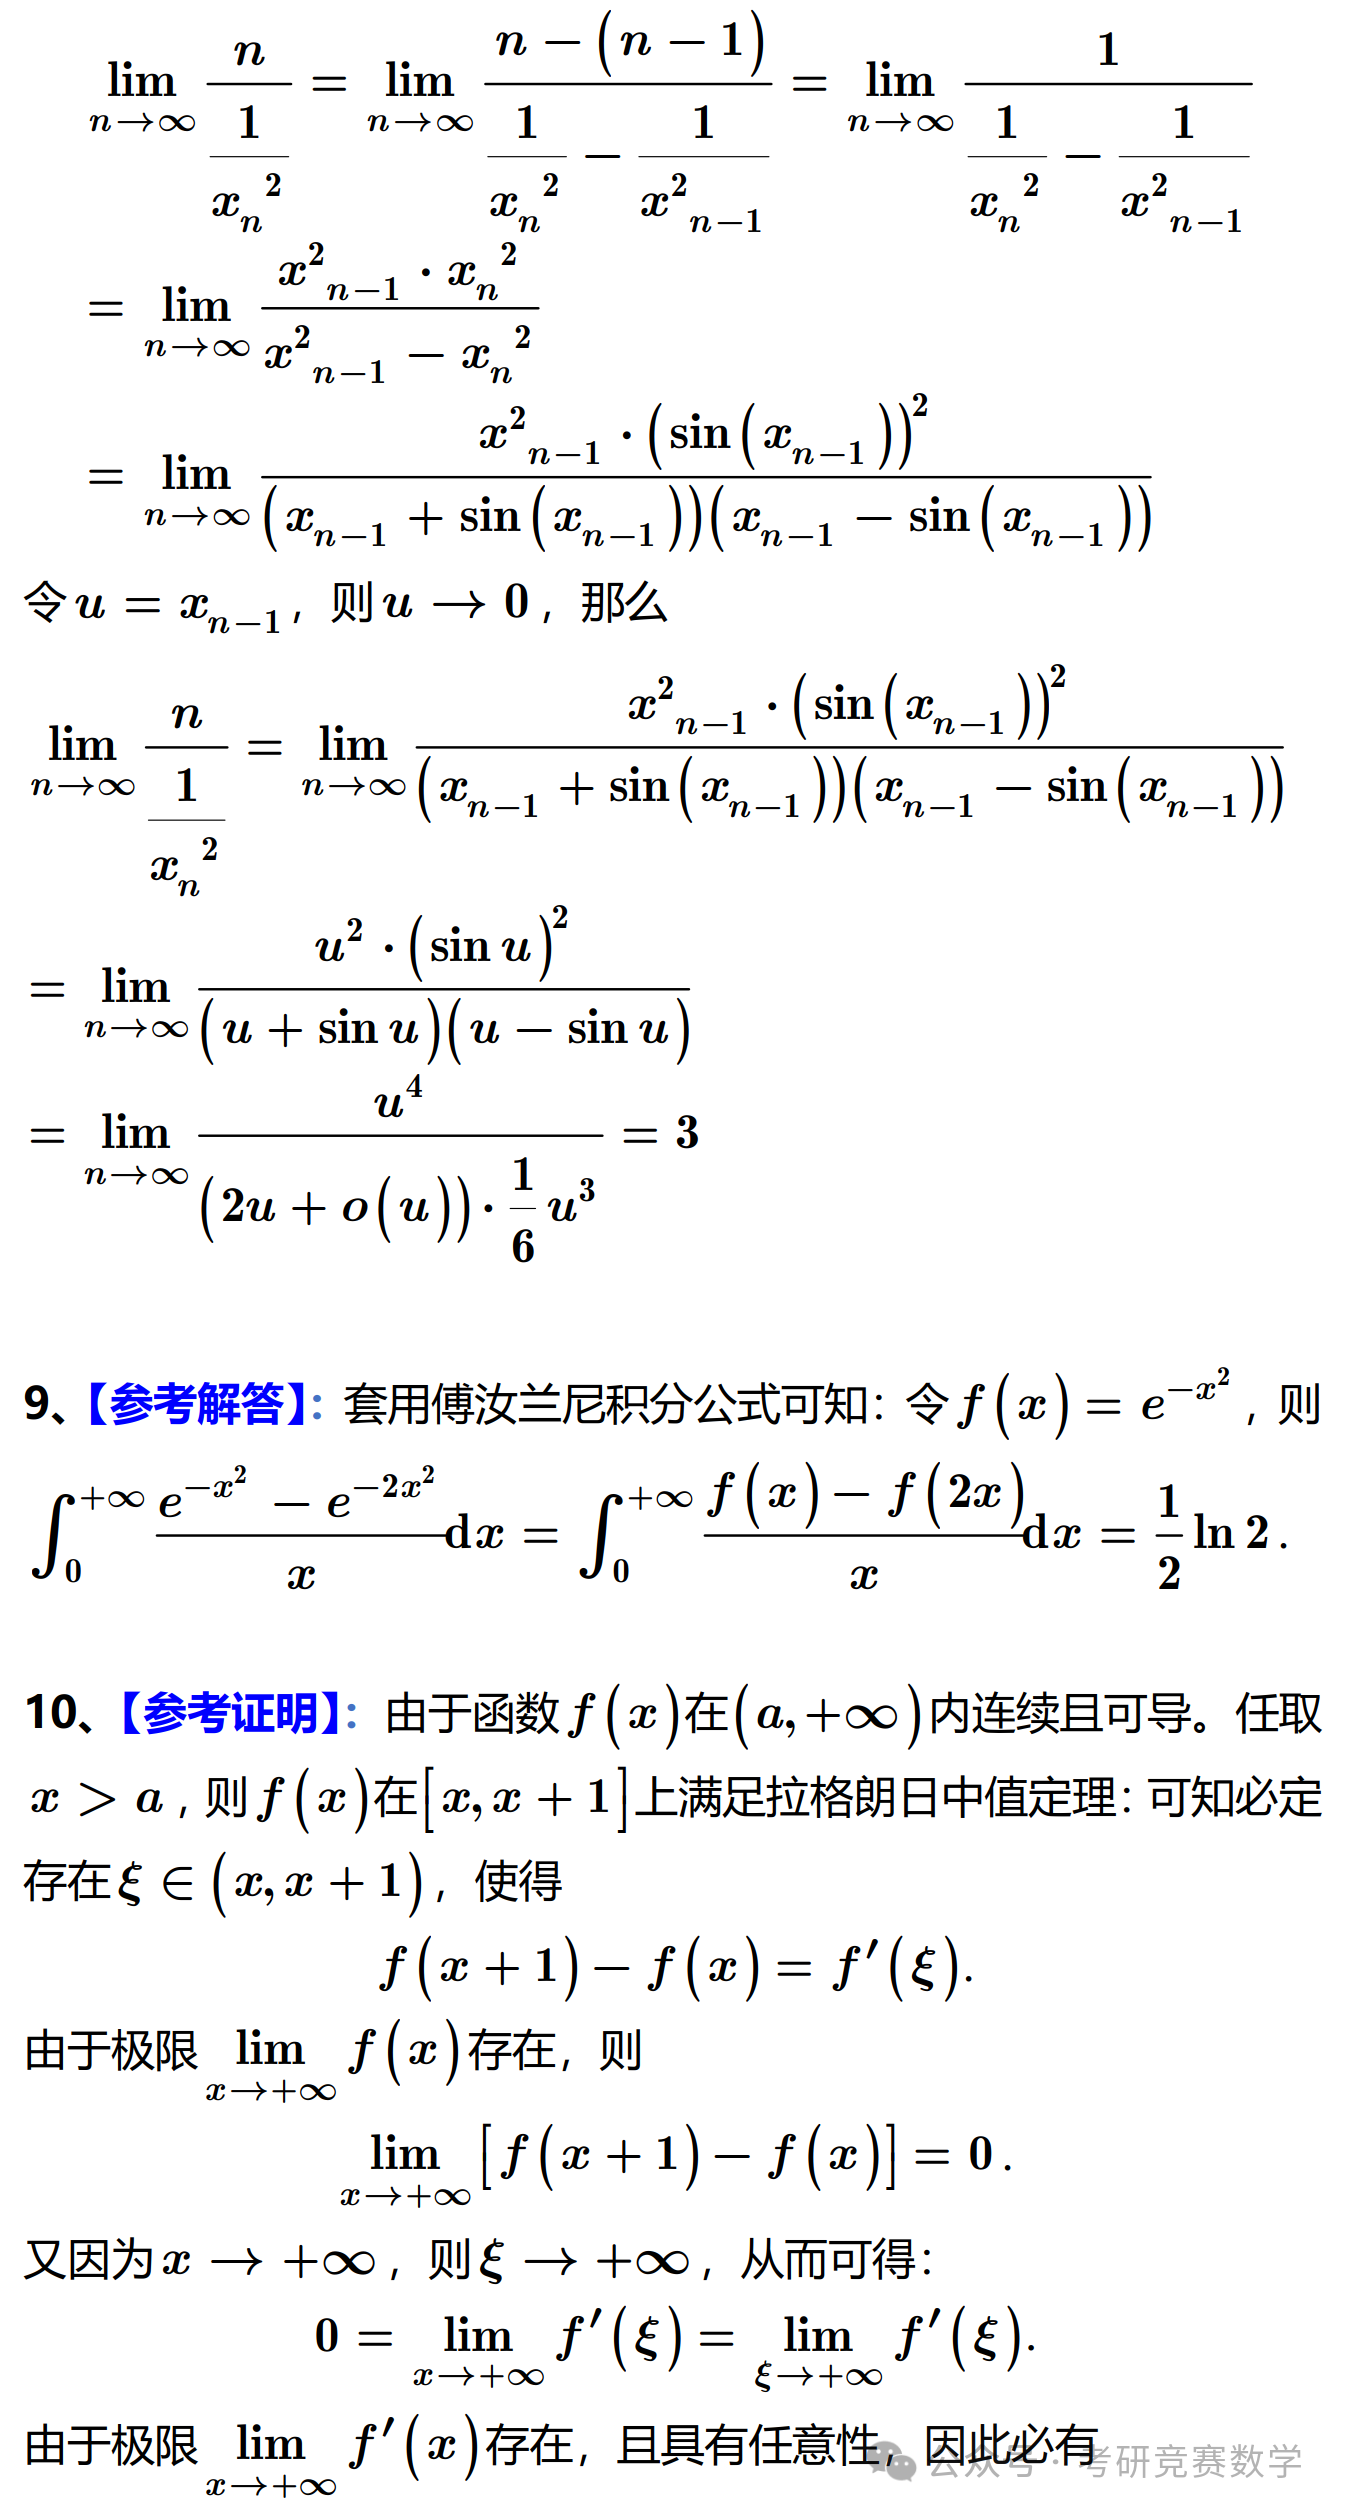 $\lim_{n\to\infty}\frac{n}{\frac{1}{x_n^2}}=\lim_{n\to\infty}\frac{n-(n-1)}{\frac{1}{x_n^2}-\frac{1}{x^2_{n-1}}}=\lim_{n\to\infty}\frac{1}{\frac{1}{x_n^2}-\frac{1}{x^2_{n-1}}}$
$=\lim_{n\to\infty}\frac{x^2_{n-1}\cdot x_n^2}{x^2_{n-1}-x_n^2}$
$=\lim_{n\to\infty}\frac{x^2_{n-1}\cdot(\sin(x_{n-1}))^2}{(x_{n-1}+\sin(x_{n-1}))(x_{n-1}-\sin(x_{n-1}))}$
令 $u=x_{n-1}$，则 $u\to 0$，那么
$\lim_{n\to\infty}\frac{n}{\frac{1}{x_n^2}}=\lim_{n\to\infty}\frac{x^2_{n-1}\cdot(\sin(x_{n-1}))^2}{(x_{n-1}+\sin(x_{n-1}))(x_{n-1}-\sin(x_{n-1}))}$
$=\lim_{n\to\infty}\frac{u^2\cdot(\sin u)^2}{(u+\sin u)(u-\sin u)}$
$=\lim_{n\to\infty}\frac{u^4}{(2u+o(u))\cdot\frac{1}{6}u^3}=3$
9、【参考解答】：套用傅汝兰尼积分公式可知：令 $f(x)=e^{-x^2}$，则
$\int_0^{+\infty}\frac{e^{-x^2}-e^{-2x^2}}{x}\mathrm{d}x=\int_0^{+\infty}\frac{f(x)-f(2x)}{x}\mathrm{d}x=\frac{1}{2}\ln 2.$
10、【参考证明】：由于函数 $f(x)$ 在 $(a,+\infty)$ 内连续且可导。任取
$x>a$，则 $f(x)$ 在 $[x,x+1]$ 上满足拉格朗日中值定理：可知必定
存在 $\xi\in(x,x+1)$，使得
$f(x+1)-f(x)=f'(\xi).$
由于极限 $\lim_{x\to+\infty}f(x)$ 存在，则
$\lim_{x\to+\infty}[f(x+1)-f(x)]=0.$
又因为 $x\to+\infty$，则 $\xi\to+\infty$，从而可得：
$0=\lim_{x\to+\infty}f'(\xi)=\lim_{\xi\to+\infty}f'(\xi).$
由于极限 $\lim_{x\to+\infty}f'(x)$ 存在，且具有任意性，因此必有
公众号 · 考研竞赛数学